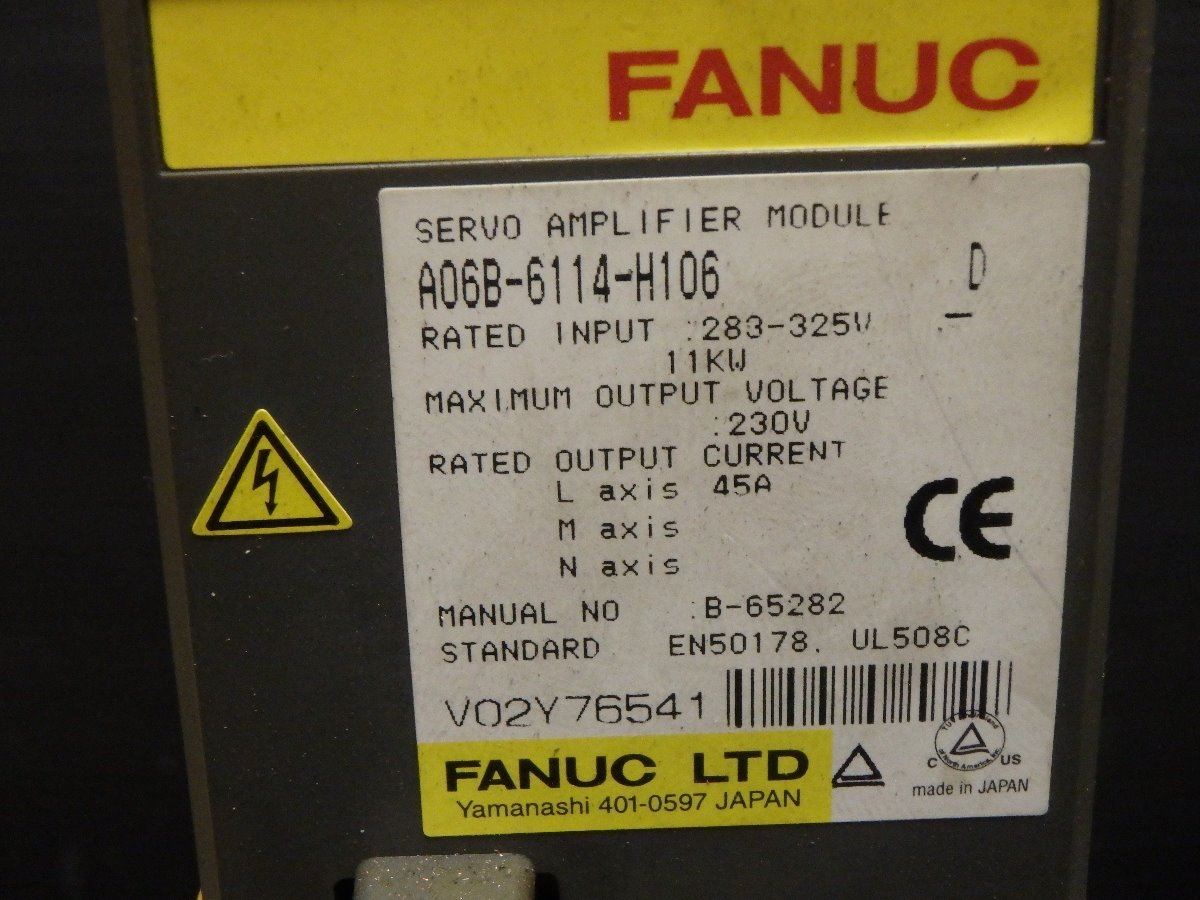 FANUC
SERVO AMPLIFIER MODULE
A06B-6114-H106 D
RATED INPUT :283-325V _
11KW
MAXIMUM OUTPUT VOLTAGE
:230V
RATED OUTPUT CURRENT
L axis 45A
M axis
N axis
MANUAL NO :B-65282
STANDARD EN50178. UL508C
V02Y76541
FANUC LTD
Yamanashi 401-0597 JAPAN
CE
C US
made in JAPAN